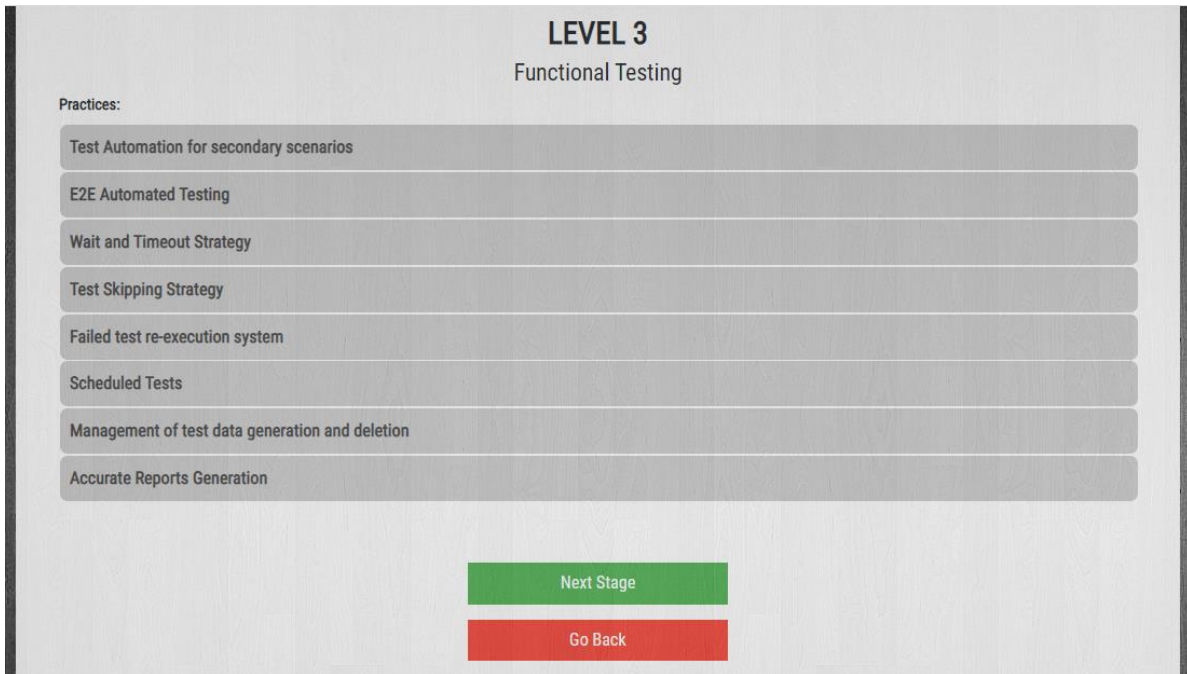 LEVEL 3
Functional Testing
Practices:
Test Automation for secondary scenarios
E2E Automated Testing
Wait and Timeout Strategy
Test Skipping Strategy
Failed test re-execution system
Scheduled Tests
Management of test data generation and deletion
Accurate Reports Generation
Next Stage
Go Back